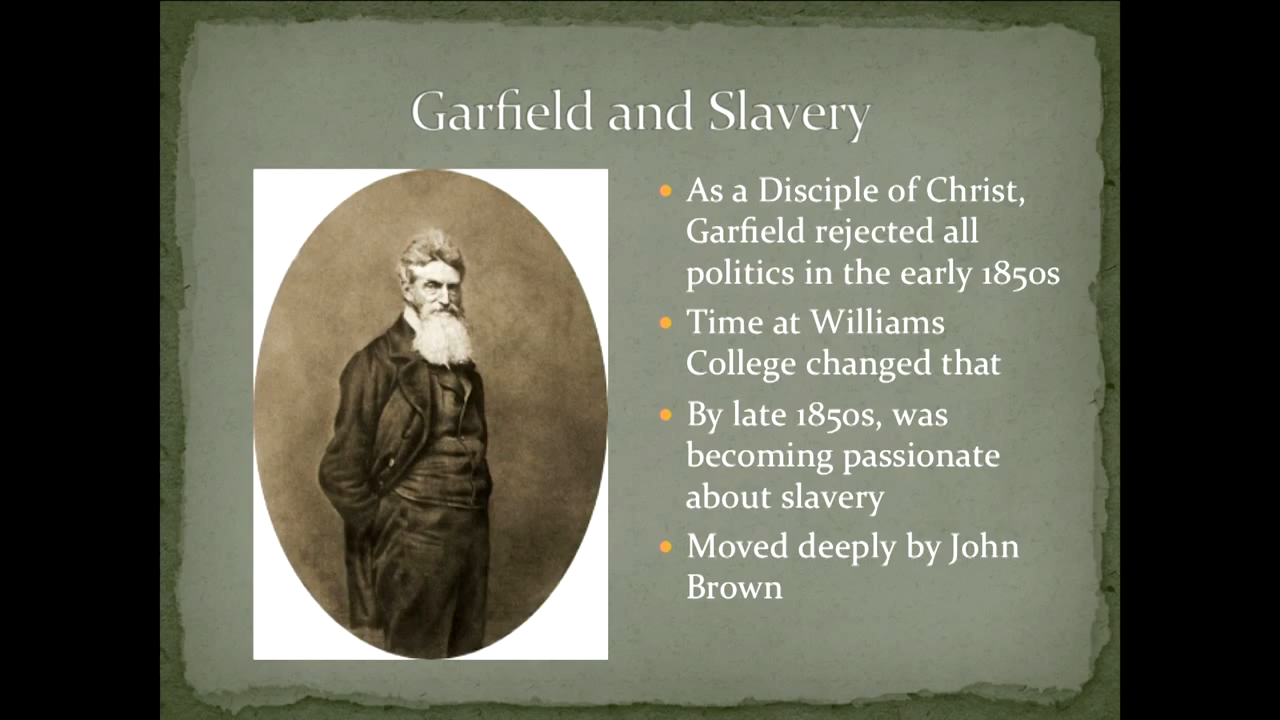 Garfield and Slavery
• As a Disciple of Christ,
Garfield rejected all
politics in the early 1850s
• Time at Williams
College changed that
• By late 1850s, was
becoming passionate
about slavery
• Moved deeply by John
Brown